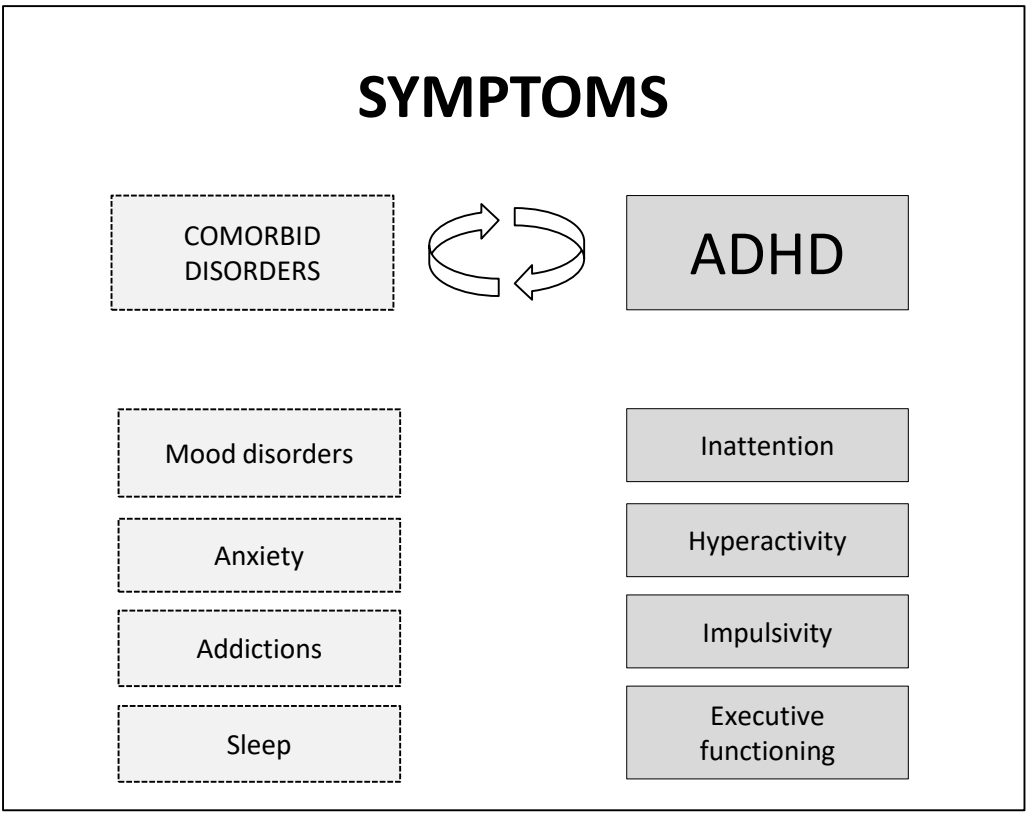 SYMPTOMS
COMORBID
DISORDERS
ADHD
Mood disorders
Anxiety
Addictions
Sleep
Inattention
Hyperactivity
Impulsivity
Executive
functioning